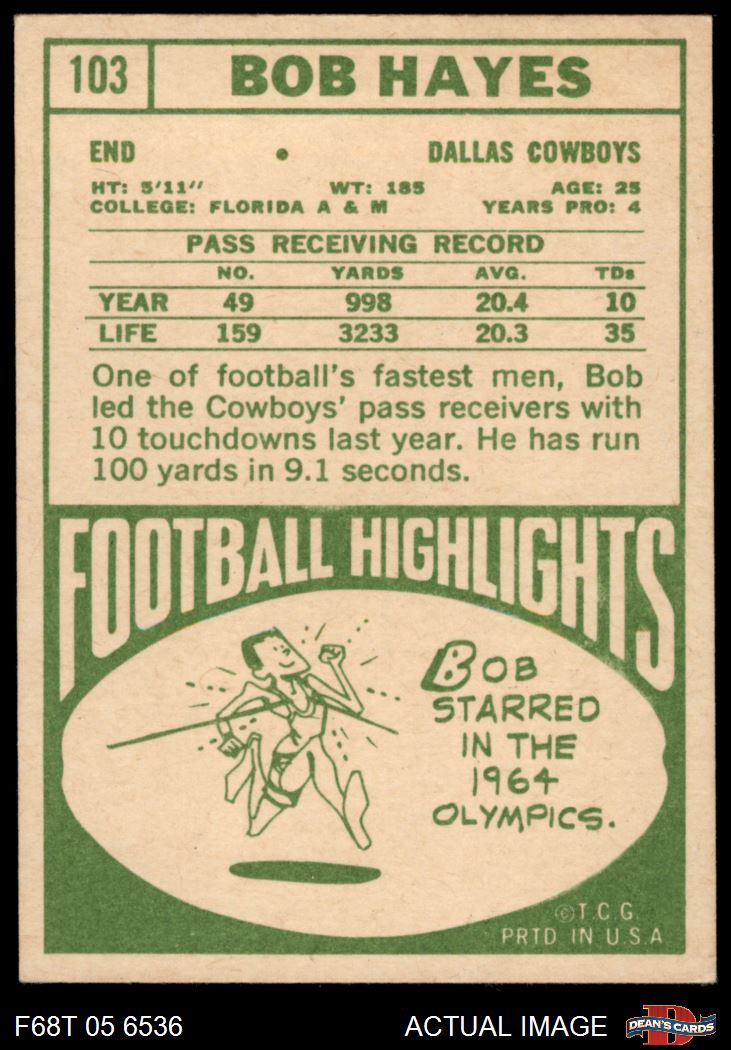 103 BOB HAYES
END • DALLAS COWBOYS
HT: 5'11" WT: 185 AGE: 25
COLLEGE: FLORIDA A & M YEARS PRO: 4
PASS RECEIVING RECORD
NO. YARDS AVG. TDs
YEAR 49 998 20.4 10
LIFE 159 3233 20.3 35
One of football's fastest men, Bob
led the Cowboys' pass receivers with
10 touchdowns last year. He has run
100 yards in 9.1 seconds.
FOOTBALL HIGHLIGHTS
BOB
STARRED
IN THE
1964
OLYMPICS.
©T.C.G.
PRTD IN U.S.A
F68T 05 6536 ACTUAL IMAGE DEAN'S CARDS